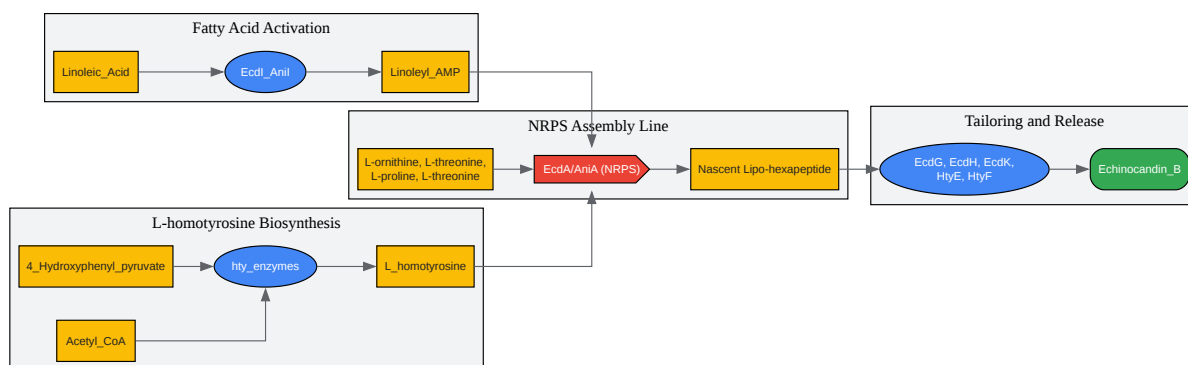 Fatty Acid Activation
Linoleic_Acid
EcdI_AniI
Linoleyl_AMP
NRPS Assembly Line
L-ornithine, L-threonine,
L-proline, L-threonine
EcdA/AniA (NRPS)
Nascent Lipo-hexapeptide
Tailoring and Release
EcdG, EcdH, EcdK,
HtyE, HtyF
Echinocandin_B
L-homotyrosine Biosynthesis
4_Hydroxyphenyl_pyruvate
hty_enzymes
L_homotyrosine
Acetyl_CoA